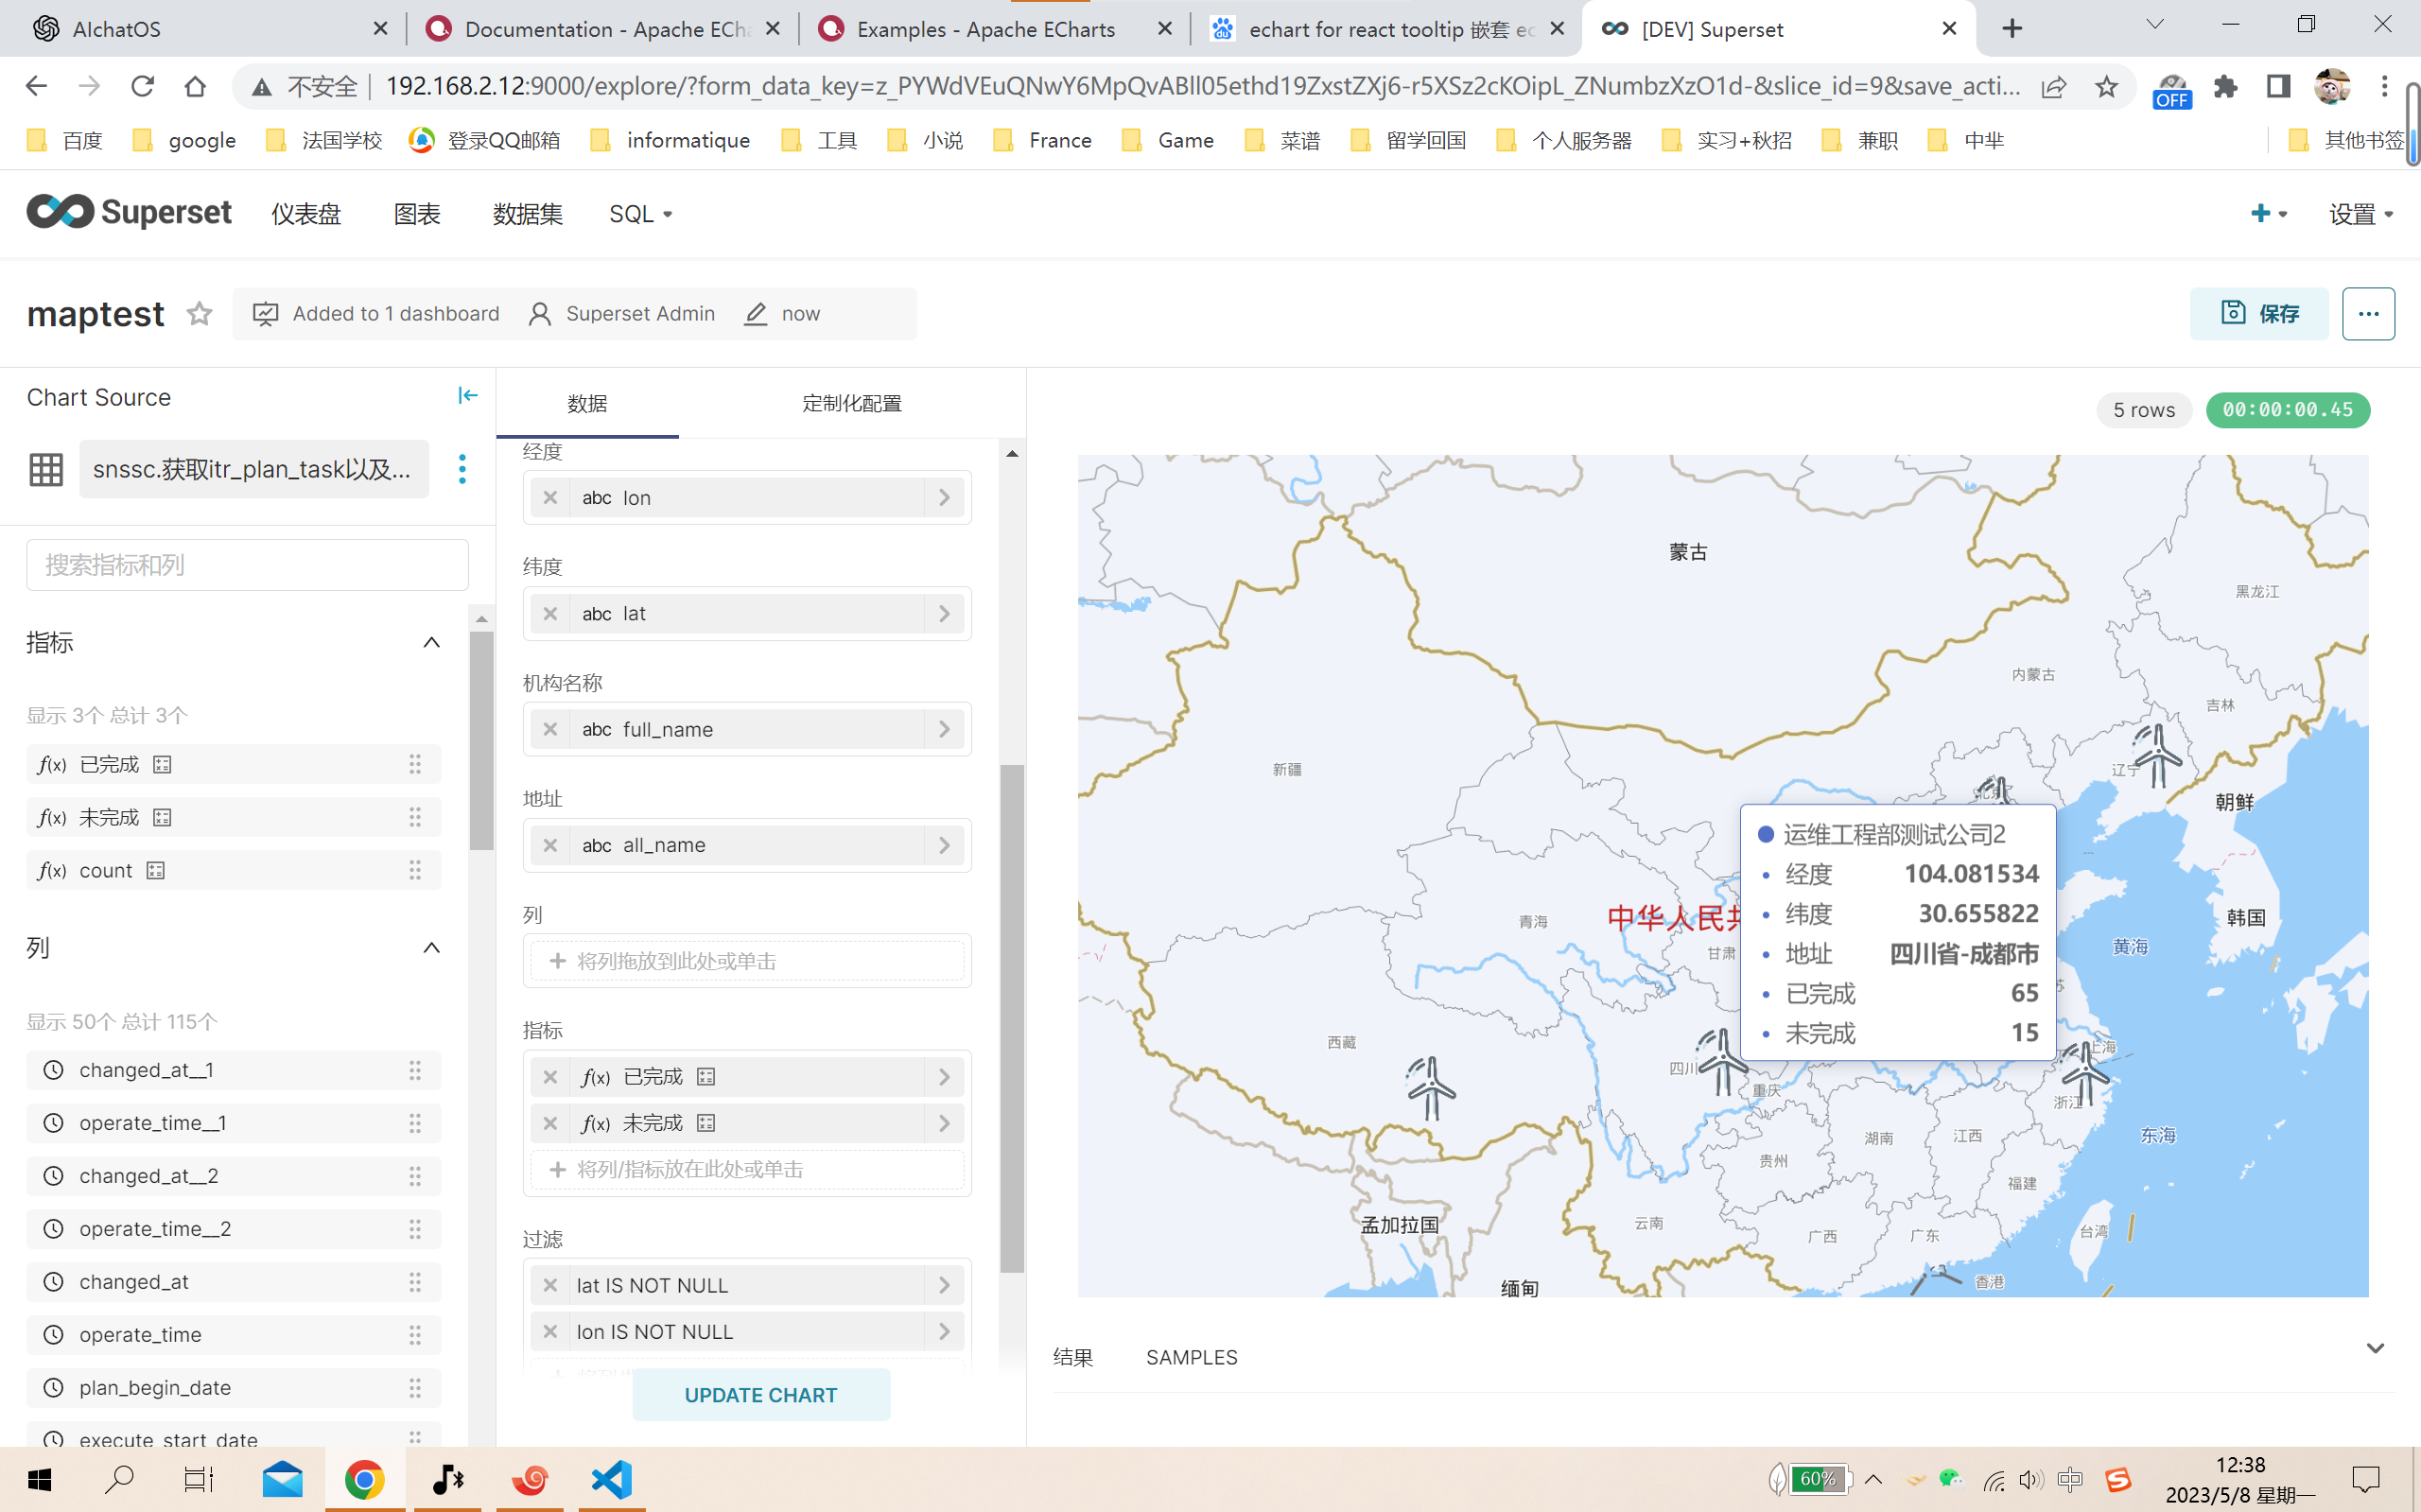 AIchatOS
Documentation - Apache ECha
Examples - Apache ECharts
echart for react tooltip 嵌套 ec
[DEV] Superset
不安全
192.168.2.12:9000/explore/?form_data_key=z_PYWdVEuQNwY6MpQvABll05ethd19ZxstZXj6-r5XSz2cKOipL_ZNumbzXzO1d-&slice_id=9&save_acti...
OFF
百度
google
法国学校
登录QQ邮箱
informatique
工具
小说
France
Game
菜谱
留学回国
个人服务器
实习+秋招
兼职
中芈
其他书签
Superset
仪表盘
图表
数据集
SQL
设置
maptest
Added to 1 dashboard
Superset Admin
now
保存
Chart Source
snssc.获取itr_plan_task以及...
搜索指标和列
指标
显示 3个 总计 3个
f(x) 已完成
f(x) 未完成
f(x) count
列
显示 50个 总计 115个
changed_at__1
operate_time__1
changed_at__2
operate_time__2
changed_at
operate_time
plan_begin_date
execute_start_date
数据
定制化配置
经度
abc lon
纬度
abc lat
机构名称
abc full_name
地址
abc all_name
列
将列拖放到此处或单击
指标
f(x) 已完成
f(x) 未完成
将列/指标放在此处或单击
过滤
lat IS NOT NULL
lon IS NOT NULL
UPDATE CHART
5 rows
00:00:00.45
蒙古
黑龙江
内蒙古
吉林
新疆
辽宁
北京
朝鲜
运维工程部测试公司2
经度 104.081534
纬度 30.655822
地址 四川省-成都市
已完成 65
未完成 15
青海
中华人民共
甘肃
韩国
黄海
苏
西藏
四川
重庆
上海
浙江
东海
湖南
江西
贵州
福建
孟加拉国
云南
广西
广东
台湾
缅甸
香港
结果
SAMPLES
60%
中
12:38
2023/5/8 星期一